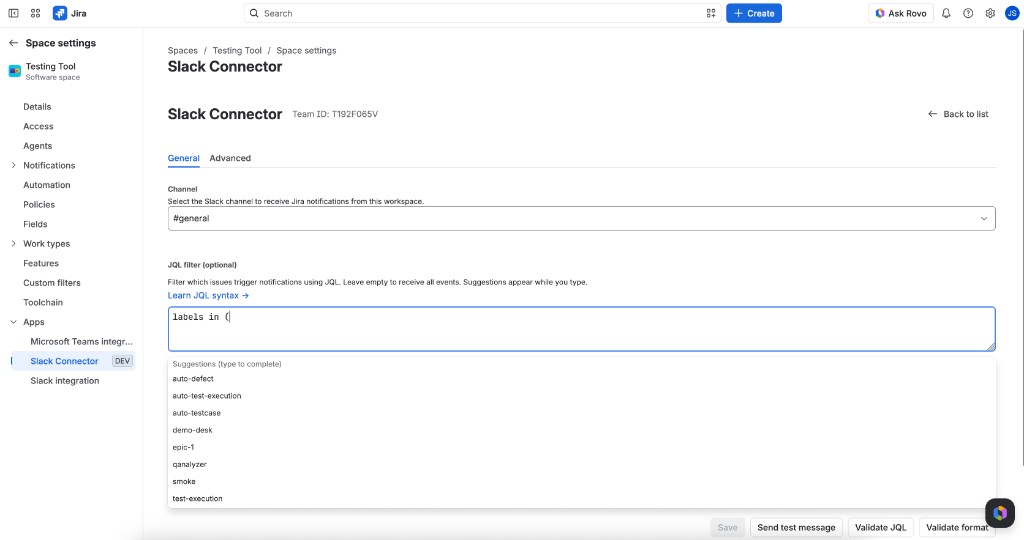 Jira
Search
+ Create
Ask Rovo
JS
Space settings
Testing Tool
Software space
Details
Access
Agents
Notifications
Automation
Policies
Fields
Work types
Features
Custom filters
Toolchain
Apps
Microsoft Teams integr...
Slack Connector DEV
Slack integration
Spaces / Testing Tool / Space settings
Slack Connector
Slack Connector Team ID: T192F065V
← Back to list
General Advanced
Channel
Select the Slack channel to receive Jira notifications from this workspace.
#general
JQL filter (optional)
Filter which issues trigger notifications using JQL. Leave empty to receive all events. Suggestions appear while you type.
Learn JQL syntax →
labels in (
Suggestions (type to complete)
auto-defect
auto-test-execution
auto-testcase
demo-desk
epic-1
qanalyzer
smoke
test-execution
Save Send test message Validate JQL Validate format